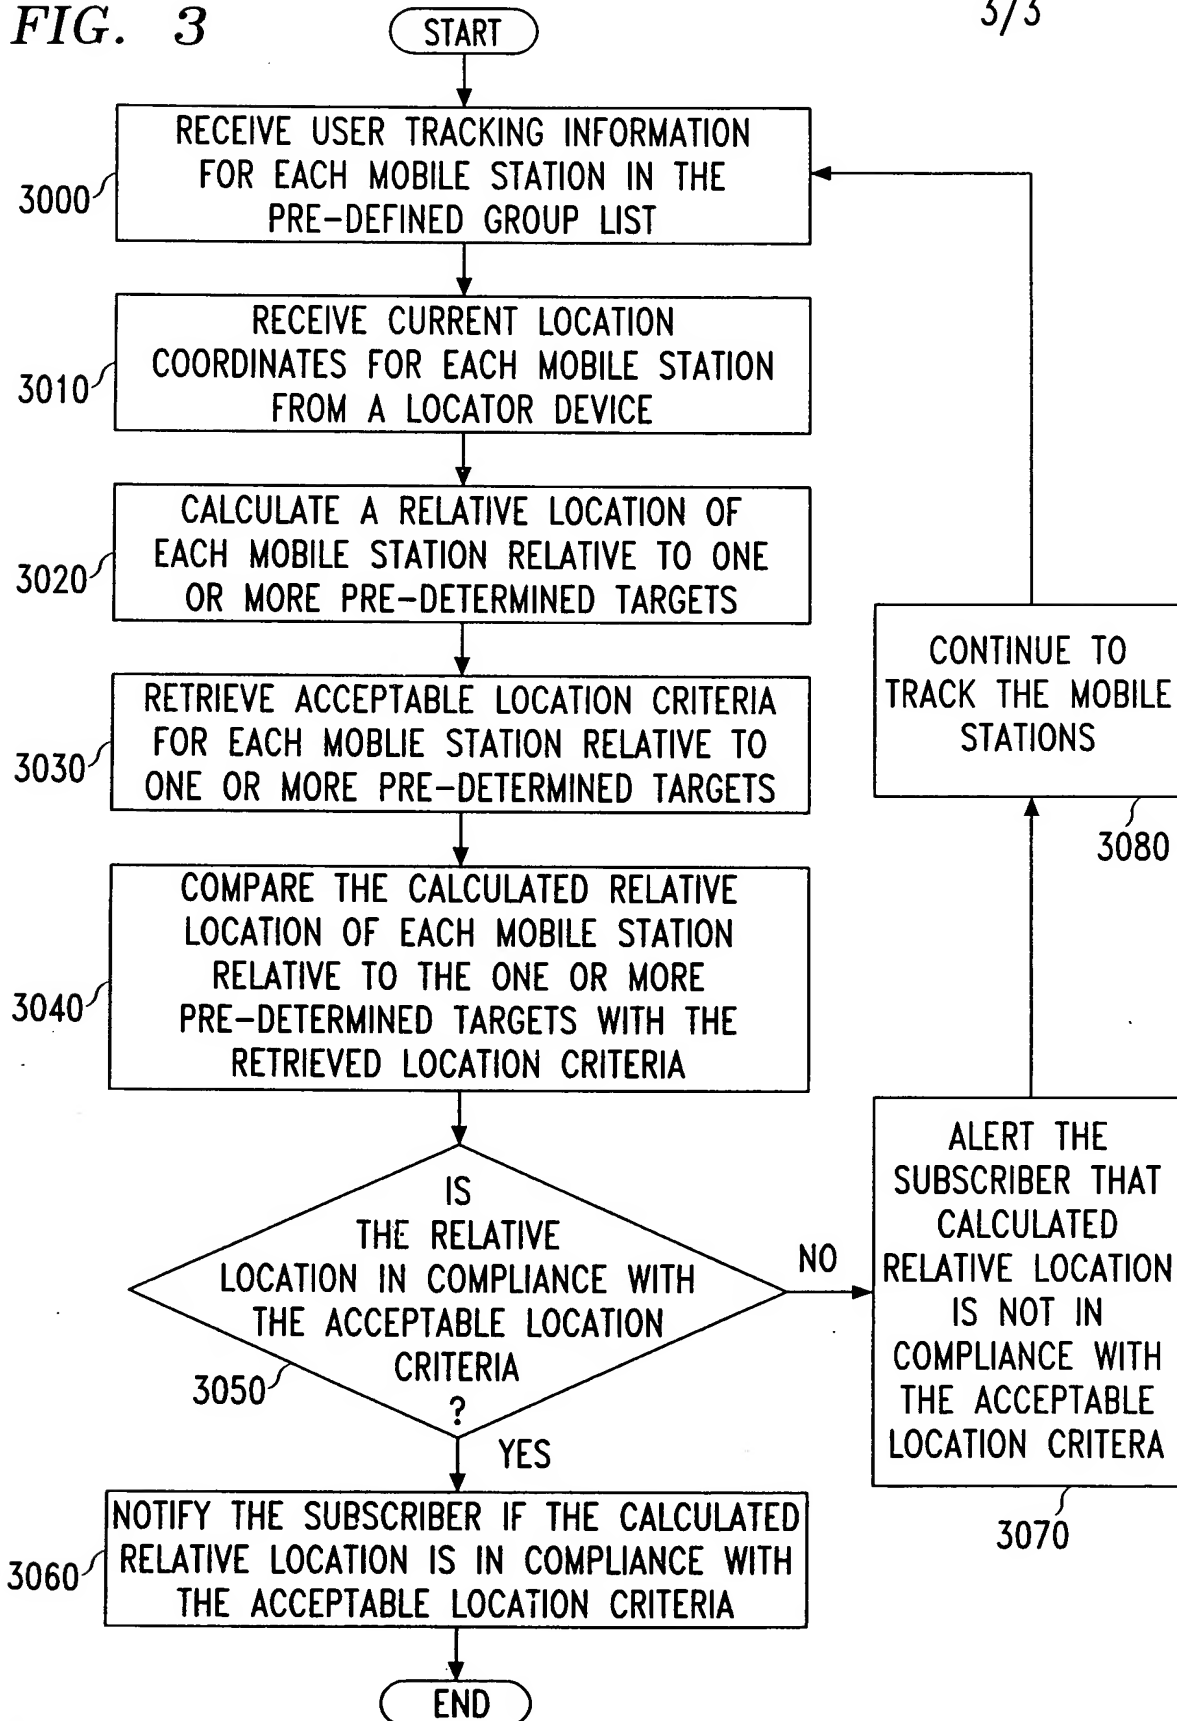 FIG. 3
3/3
START
RECEIVE USER TRACKING INFORMATION
FOR EACH MOBILE STATION IN THE
PRE-DEFINED GROUP LIST
3000
RECEIVE CURRENT LOCATION
COORDINATES FOR EACH MOBILE STATION
FROM A LOCATOR DEVICE
3010
CALCULATE A RELATIVE LOCATION OF
EACH MOBILE STATION RELATIVE TO ONE
OR MORE PRE-DETERMINED TARGETS
3020
RETRIEVE ACCEPTABLE LOCATION CRITERIA
FOR EACH MOBLIE STATION RELATIVE TO
ONE OR MORE PRE-DETERMINED TARGETS
3030
COMPARE THE CALCULATED RELATIVE
LOCATION OF EACH MOBILE STATION
RELATIVE TO THE ONE OR MORE
PRE-DETERMINED TARGETS WITH THE
RETRIEVED LOCATION CRITERIA
3040
IS
THE RELATIVE
LOCATION IN COMPLIANCE WITH
THE ACCEPTABLE LOCATION
CRITERIA
?
3050
NO
YES
NOTIFY THE SUBSCRIBER IF THE CALCULATED
RELATIVE LOCATION IS IN COMPLIANCE WITH
THE ACCEPTABLE LOCATION CRITERIA
3060
END
ALERT THE
SUBSCRIBER THAT
CALCULATED
RELATIVE LOCATION
IS NOT IN
COMPLIANCE WITH
THE ACCEPTABLE
LOCATION CRITERA
3070
CONTINUE TO
TRACK THE MOBILE
STATIONS
3080